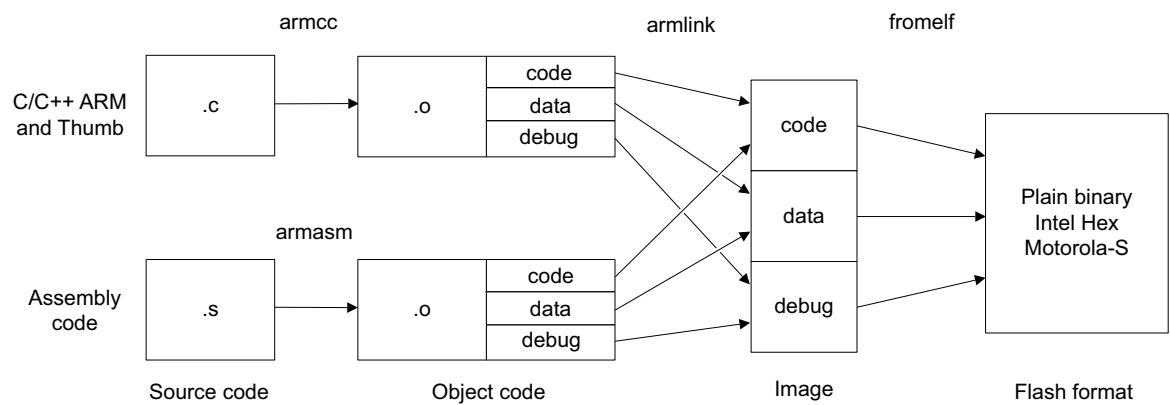 armcc
armlink
fromelf
C/C++ ARM
and Thumb
.c
.o
code
data
debug
code
data
debug
Plain binary
Intel Hex
Motorola-S
armasm
Assembly
code
.s
.o
code
data
debug
Source code
Object code
Image
Flash format